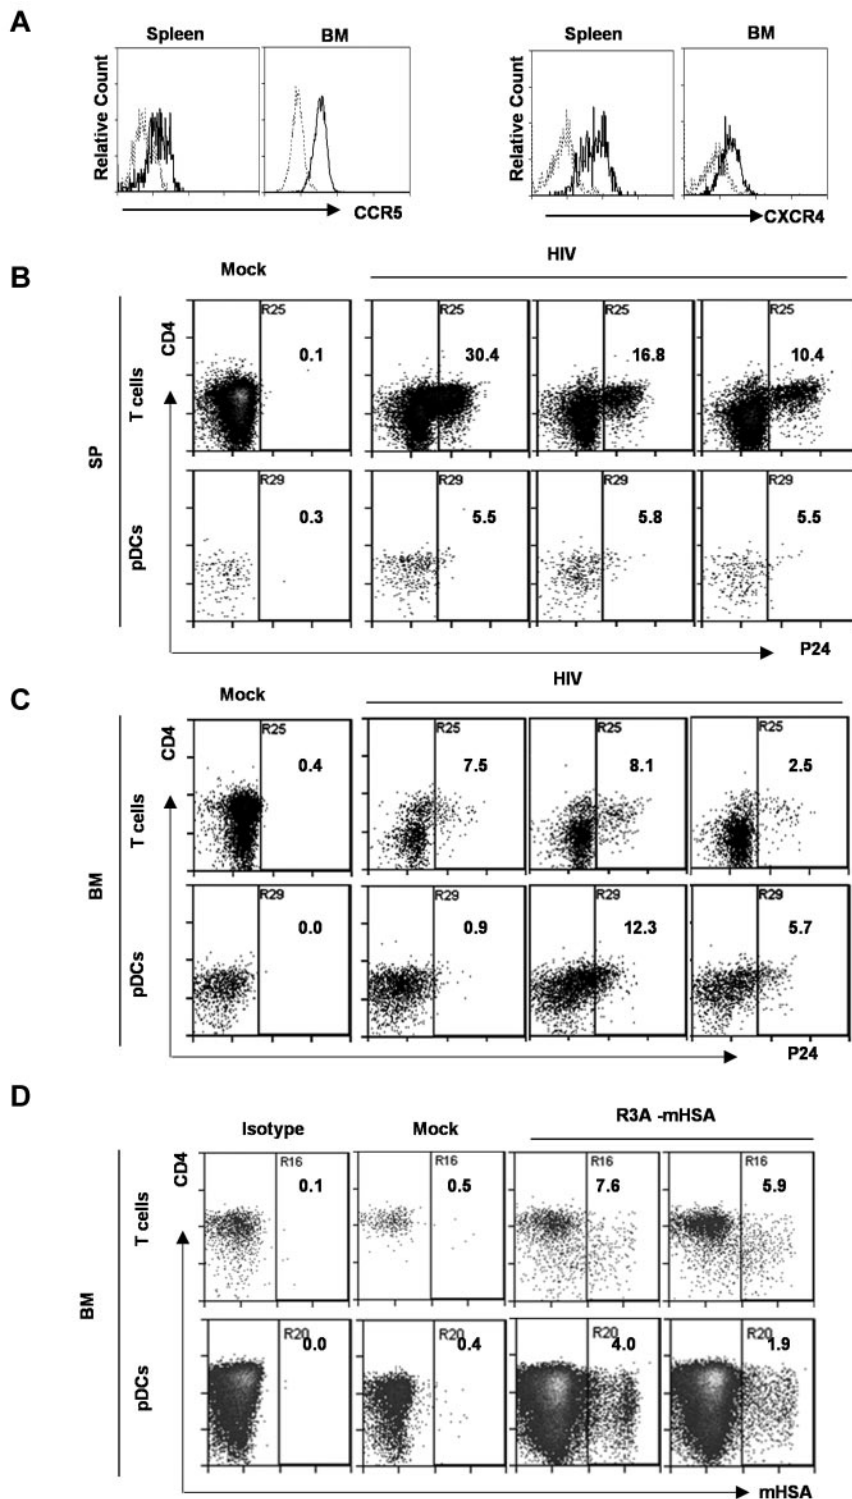 A
Spleen BM Spleen BM
Relative Count Relative Count
CCR5 CXCR4
B
Mock HIV
CD4 R25 R25 R25 R25
0.1 30.4 16.8 10.4
T cells
SP
R29 R29 R29 R29
0.3 5.5 5.8 5.5
pDCs
P24
C
Mock HIV
CD4 R25 R25 R25 R25
0.4 7.5 8.1 2.5
T cells
BM
R29 R29 R29 R29
0.0 0.9 12.3 5.7
pDCs
P24
D
Isotype Mock R3A -mHSA
CD4 R16 R16 R16 R16
0.1 0.5 7.6 5.9
T cells
BM
R20 R20 R20 R20
0.0 0.4 4.0 1.9
pDCs
mHSA